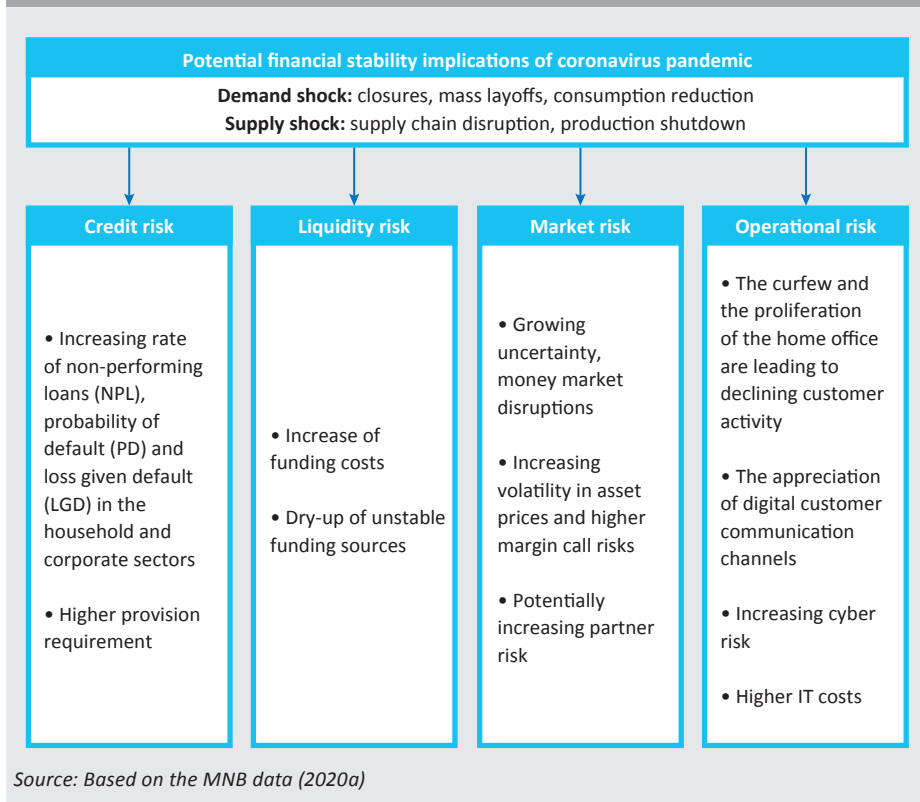 Potential financial stability implications of coronavirus pandemic
Demand shock: closures, mass layoffs, consumption reduction
Supply shock: supply chain disruption, production shutdown
Credit risk
• Increasing rate
of non-performing
loans (NPL),
probability of
default (PD) and
loss given default
(LGD) in the
household and
corporate sectors
• Higher provision
requirement
Liquidity risk
• Increase of
funding costs
• Dry-up of unstable
funding sources
Market risk
• Growing
uncertainty,
money market
disruptions
• Increasing
volatility in asset
prices and higher
margin call risks
• Potentially
increasing partner
risk
Operational risk
• The curfew and
the proliferation
of the home office
are leading to
declining customer
activity
• The appreciation
of digital customer
communication
channels
• Increasing cyber
risk
• Higher IT costs
Source: Based on the MNB data (2020a)